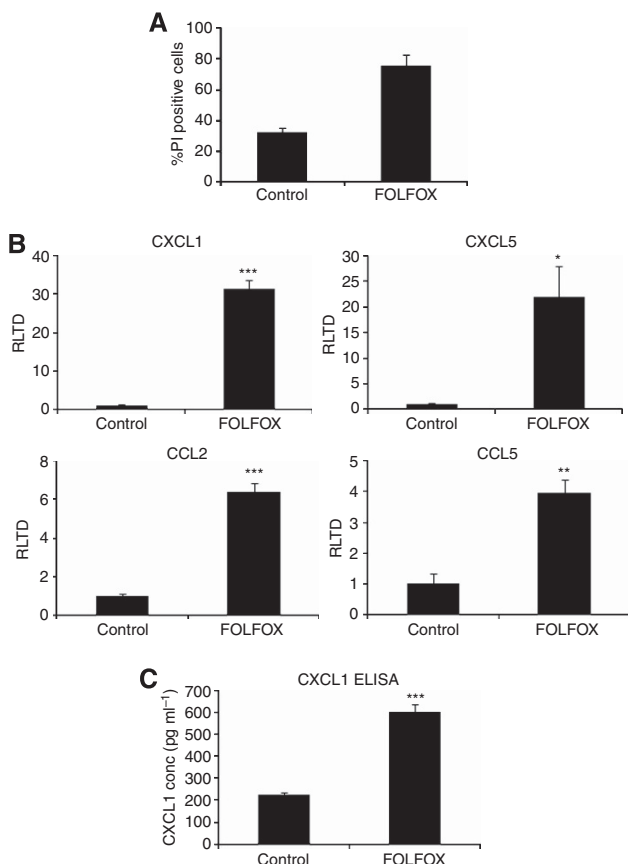 A
%PI positive cells
100
80
60
40
20
0
Control FOLFOX
B
CXCL1
RLTD
40
30
20
10
0
***
Control FOLFOX
CXCL5
RLTD
30
25
20
15
10
5
0
*
Control FOLFOX
CCL2
RLTD
8
6
4
2
0
***
Control FOLFOX
CCL5
RLTD
5
4
3
2
1
0
**
Control FOLFOX
C
CXCL1 ELISA
CXCL1 conc (pg ml⁻¹)
700
600
500
400
300
200
100
0
***
Control FOLFOX